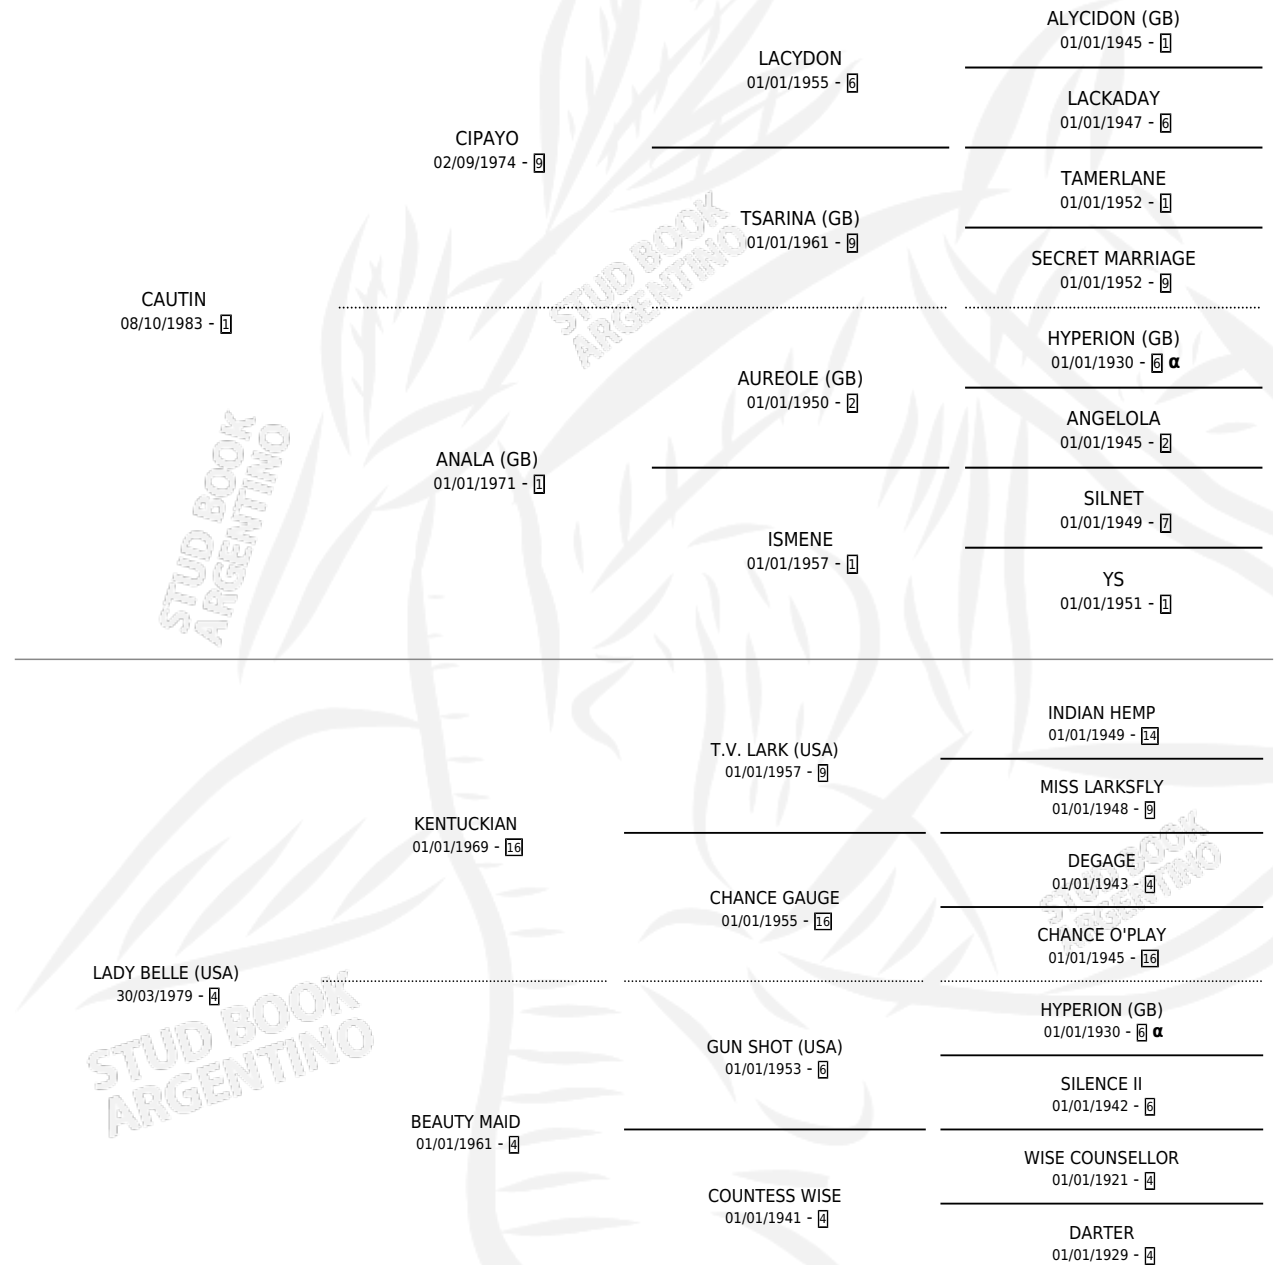 CAUTIN
08/10/1983 - 1
CIPAYO
02/09/1974 - 9
LACYDON
01/01/1955 - 6
ALYCIDON (GB)
01/01/1945 - 1
LACKADAY
01/01/1947 - 6
TSARINA (GB)
01/01/1961 - 9
TAMERLANE
01/01/1952 - 1
SECRET MARRIAGE
01/01/1952 - 9
ANALA (GB)
01/01/1971 - 1
AUREOLE (GB)
01/01/1950 - 2
HYPERION (GB)
01/01/1930 - 6 α
ANGELOLA
01/01/1945 - 2
ISMENE
01/01/1957 - 1
SILNET
01/01/1949 - 7
YS
01/01/1951 - 1
LADY BELLE (USA)
30/03/1979 - 4
KENTUCKIAN
01/01/1969 - 16
T.V. LARK (USA)
01/01/1957 - 9
INDIAN HEMP
01/01/1949 - 14
MISS LARKSFLY
01/01/1948 - 9
CHANCE GAUGE
01/01/1955 - 16
DEGAGE
01/01/1943 - 4
CHANCE O'PLAY
01/01/1945 - 16
BEAUTY MAID
01/01/1961 - 4
GUN SHOT (USA)
01/01/1953 - 6
HYPERION (GB)
01/01/1930 - 6 α
SILENCE II
01/01/1942 - 6
COUNTESS WISE
01/01/1941 - 4
WISE COUNSELLOR
01/01/1921 - 4
DARTER
01/01/1929 - 4
STUD BOOK
ARGENTINO
STUD BOOK
ARGENTINO
STUD BOOK
ARGENTINO
STUD BOOK
ARGENTINO